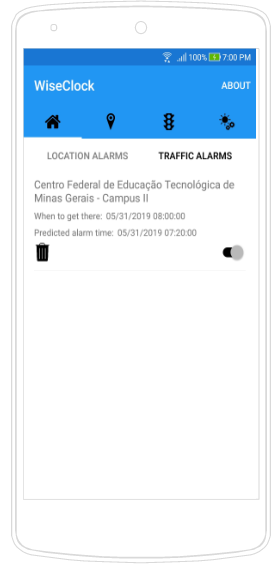 100% 7:00 PM
WiseClock
ABOUT
LOCATION ALARMS TRAFFIC ALARMS
Centro Federal de Educação Tecnológica de
Minas Gerais - Campus II
When to get there: 05/31/2019 08:00:00
Predicted alarm time: 05/31/2019 07:20:00